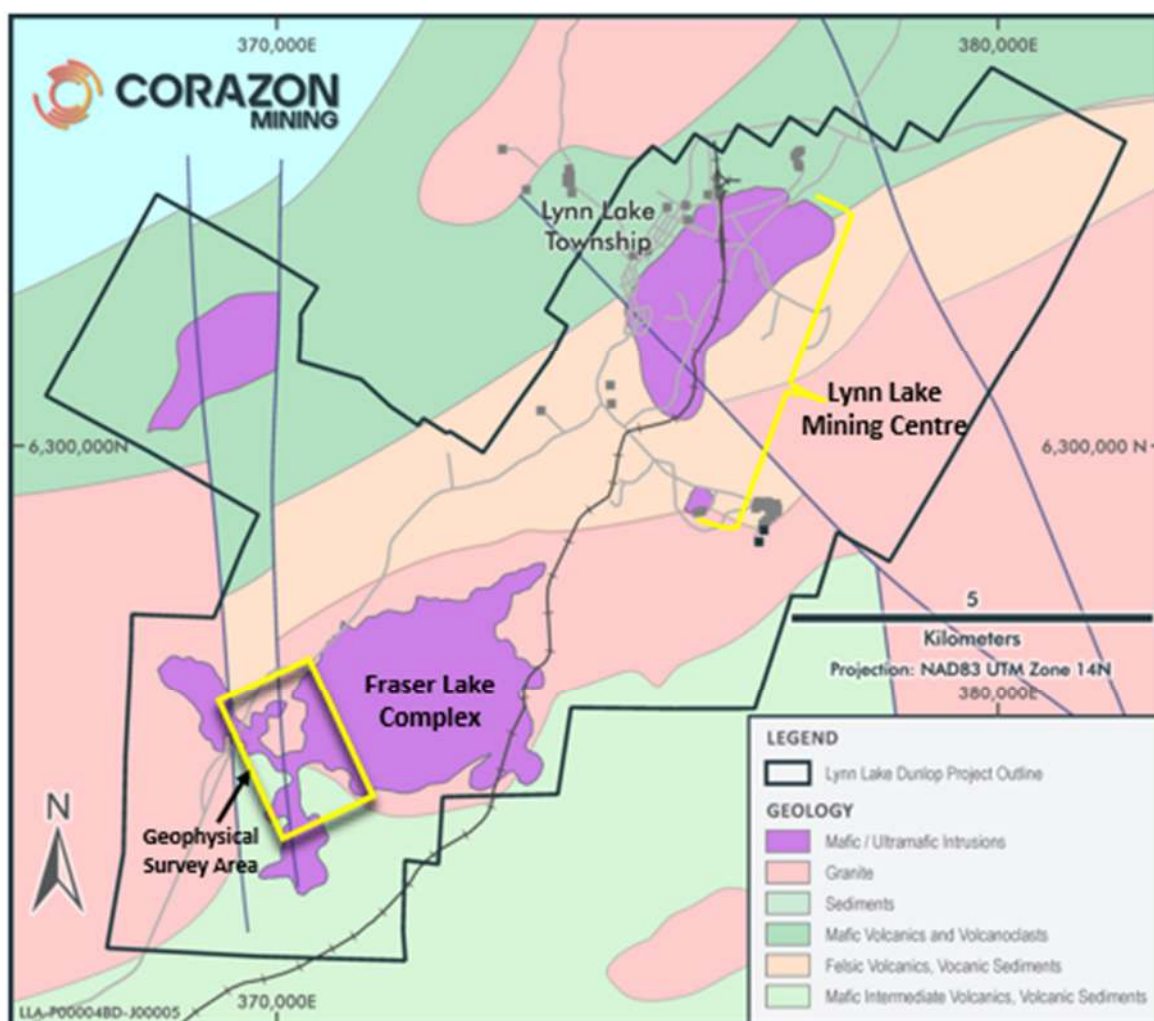 370,000E
380,000E
CORAZON
MINING
Lynn Lake
Township
Lynn Lake
Mining Centre
6,300,000N
6,300,000 N
5
Kilometers
Projection: NAD83 UTM Zone 14N
380,000E
Fraser Lake
Complex
N
Geophysical
Survey Area
LEGEND
Lynn Lake Dunlop Project Outline
GEOLOGY
Mafic / Ultramafic Intrusions
Granite
Sediments
Mafic Volcanics and Volcanoclasts
Felsic Volcanics, Vocanic Sediments
Mafic Intermediate Volcanics, Volcanic Sediments
370,000E
LLA-P00004BD-J00005